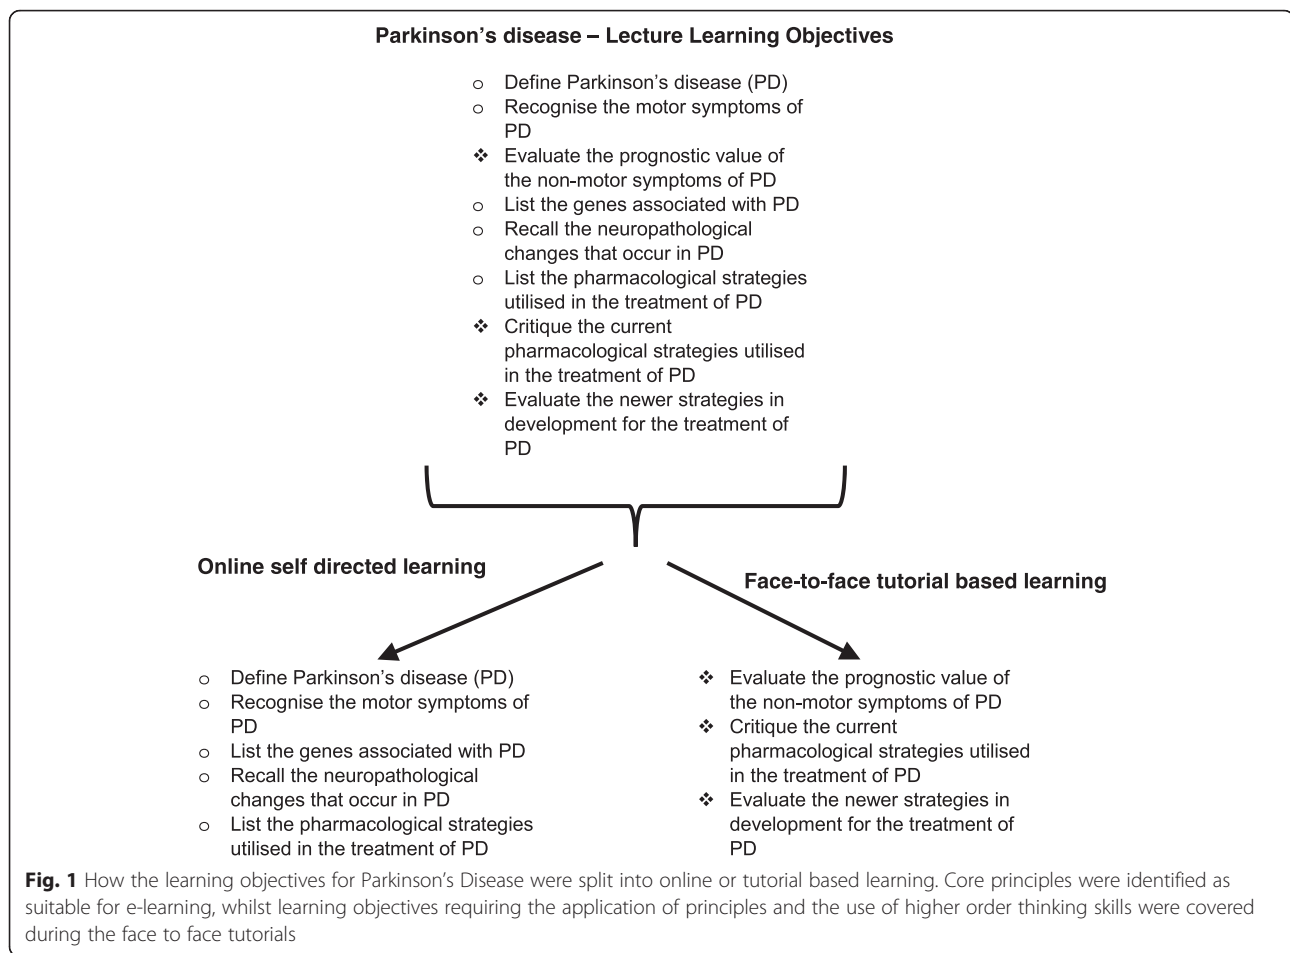 Parkinson’s disease – Lecture Learning Objectives
o Define Parkinson’s disease (PD)
o Recognise the motor symptoms of
PD
❖ Evaluate the prognostic value of
the non-motor symptoms of PD
o List the genes associated with PD
o Recall the neuropathological
changes that occur in PD
o List the pharmacological strategies
utilised in the treatment of PD
❖ Critique the current
pharmacological strategies utilised
in the treatment of PD
❖ Evaluate the newer strategies in
development for the treatment of
PD
Online self directed learning
o Define Parkinson’s disease (PD)
o Recognise the motor symptoms of
PD
o List the genes associated with PD
o Recall the neuropathological
changes that occur in PD
o List the pharmacological strategies
utilised in the treatment of PD
Face-to-face tutorial based learning
❖ Evaluate the prognostic value of
the non-motor symptoms of PD
❖ Critique the current
pharmacological strategies utilised
in the treatment of PD
❖ Evaluate the newer strategies in
development for the treatment of
PD
Fig. 1 How the learning objectives for Parkinson’s Disease were split into online or tutorial based learning. Core principles were identified as
suitable for e-learning, whilst learning objectives requiring the application of principles and the use of higher order thinking skills were covered
during the face to face tutorials